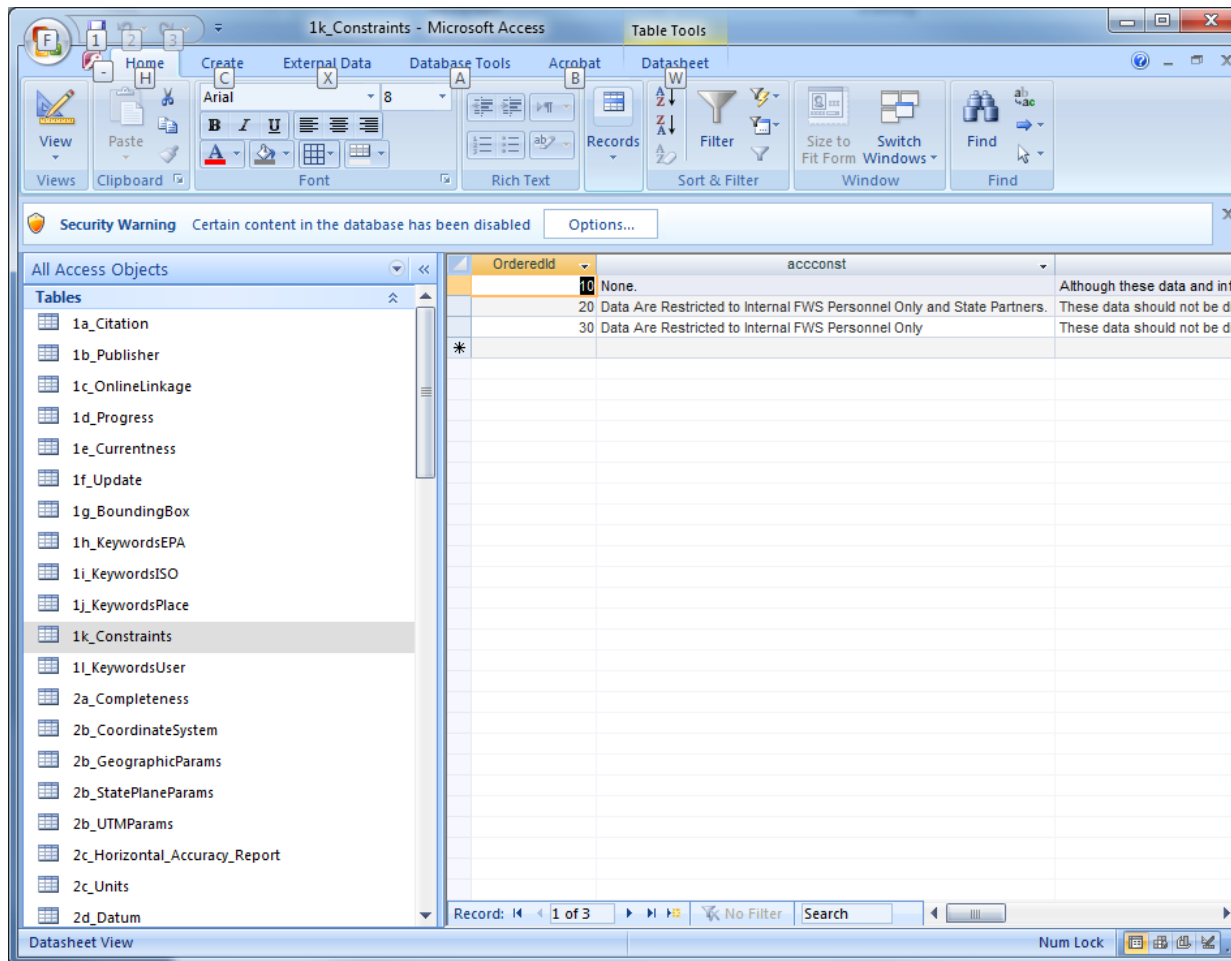 1k_Constraints - Microsoft Access
Table Tools
F
1
2
3
-
Home
Create
External Data
Database Tools
Acrobat
Datasheet
H
C
X
A
B
W
View
Paste
Arial
8
B I U
A
Records
Filter
Size to Fit Form
Switch Windows
Find
Views
Clipboard
Font
Rich Text
Sort & Filter
Window
Find
Security Warning Certain content in the database has been disabled Options...
All Access Objects
OrderedId
accconst
Tables
10 None. Although these data and inf
20 Data Are Restricted to Internal FWS Personnel Only and State Partners. These data should not be d
30 Data Are Restricted to Internal FWS Personnel Only These data should not be d
1a_Citation
1b_Publisher
1c_OnlineLinkage
1d_Progress
1e_Currentness
1f_Update
1g_BoundingBox
1h_KeywordsEPA
1i_KeywordsISO
1j_KeywordsPlace
1k_Constraints
1l_KeywordsUser
2a_Completeness
2b_CoordinateSystem
2b_GeographicParams
2b_StatePlaneParams
2b_UTMParams
2c_Horizontal_Accuracy_Report
2c_Units
2d_Datum
Record: 1 of 3 No Filter Search
Datasheet View
Num Lock